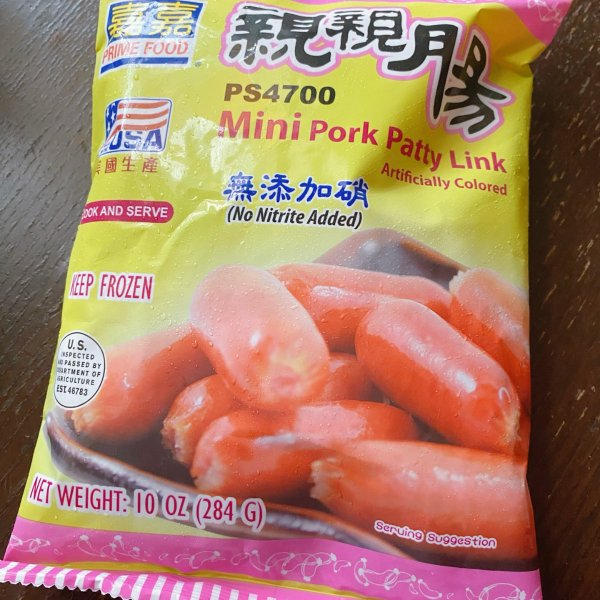 嘉嘉
PRIME FOOD
親親腸
PS4700
Mini Pork Patty Link
Artificially Colored
USA
美國生產
無添加硝
(No Nitrite Added)
COOK AND SERVE
KEEP FROZEN
U.S.
INSPECTED
AND PASSED BY
DEPARTMENT OF
AGRICULTURE
EST.46783
NET WEIGHT: 10 OZ (284 G)
Serving Suggestion